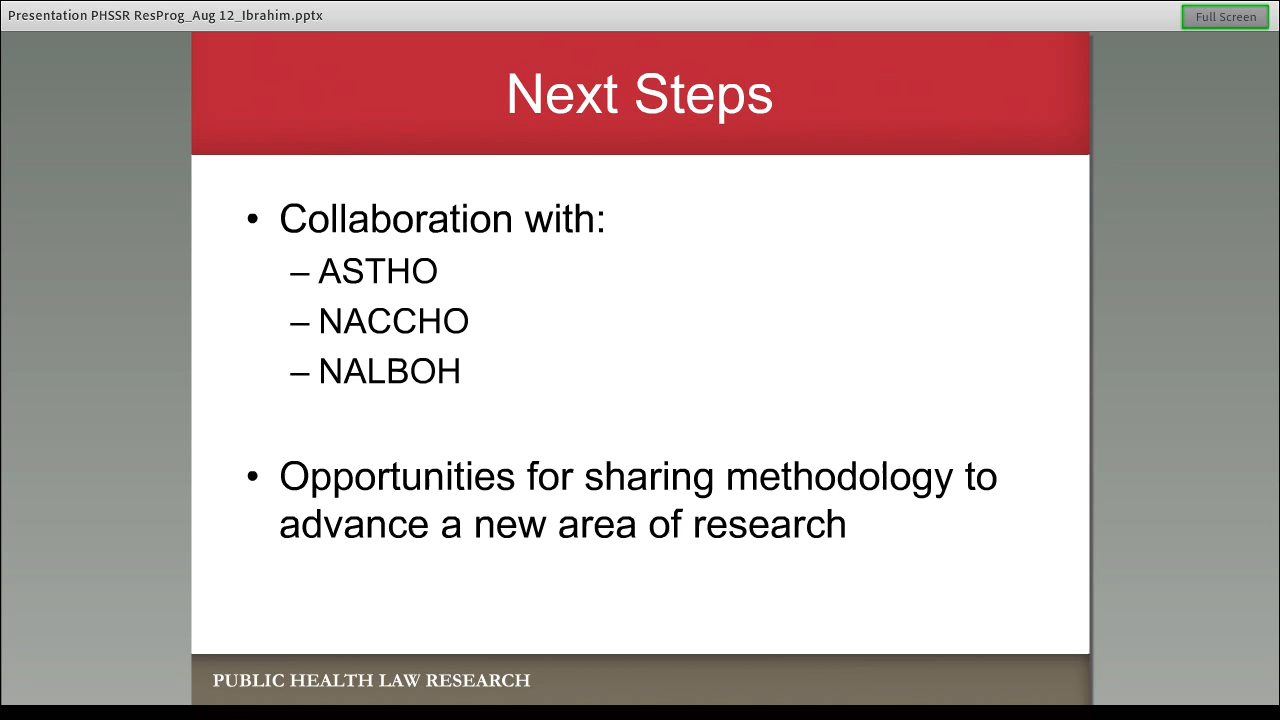 Presentation PHSSR ResProg_Aug 12_Ibrahim.pptx
Full Screen
Next Steps
• Collaboration with:
– ASTHO
– NACCHO
– NALBOH
• Opportunities for sharing methodology to
advance a new area of research
PUBLIC HEALTH LAW RESEARCH